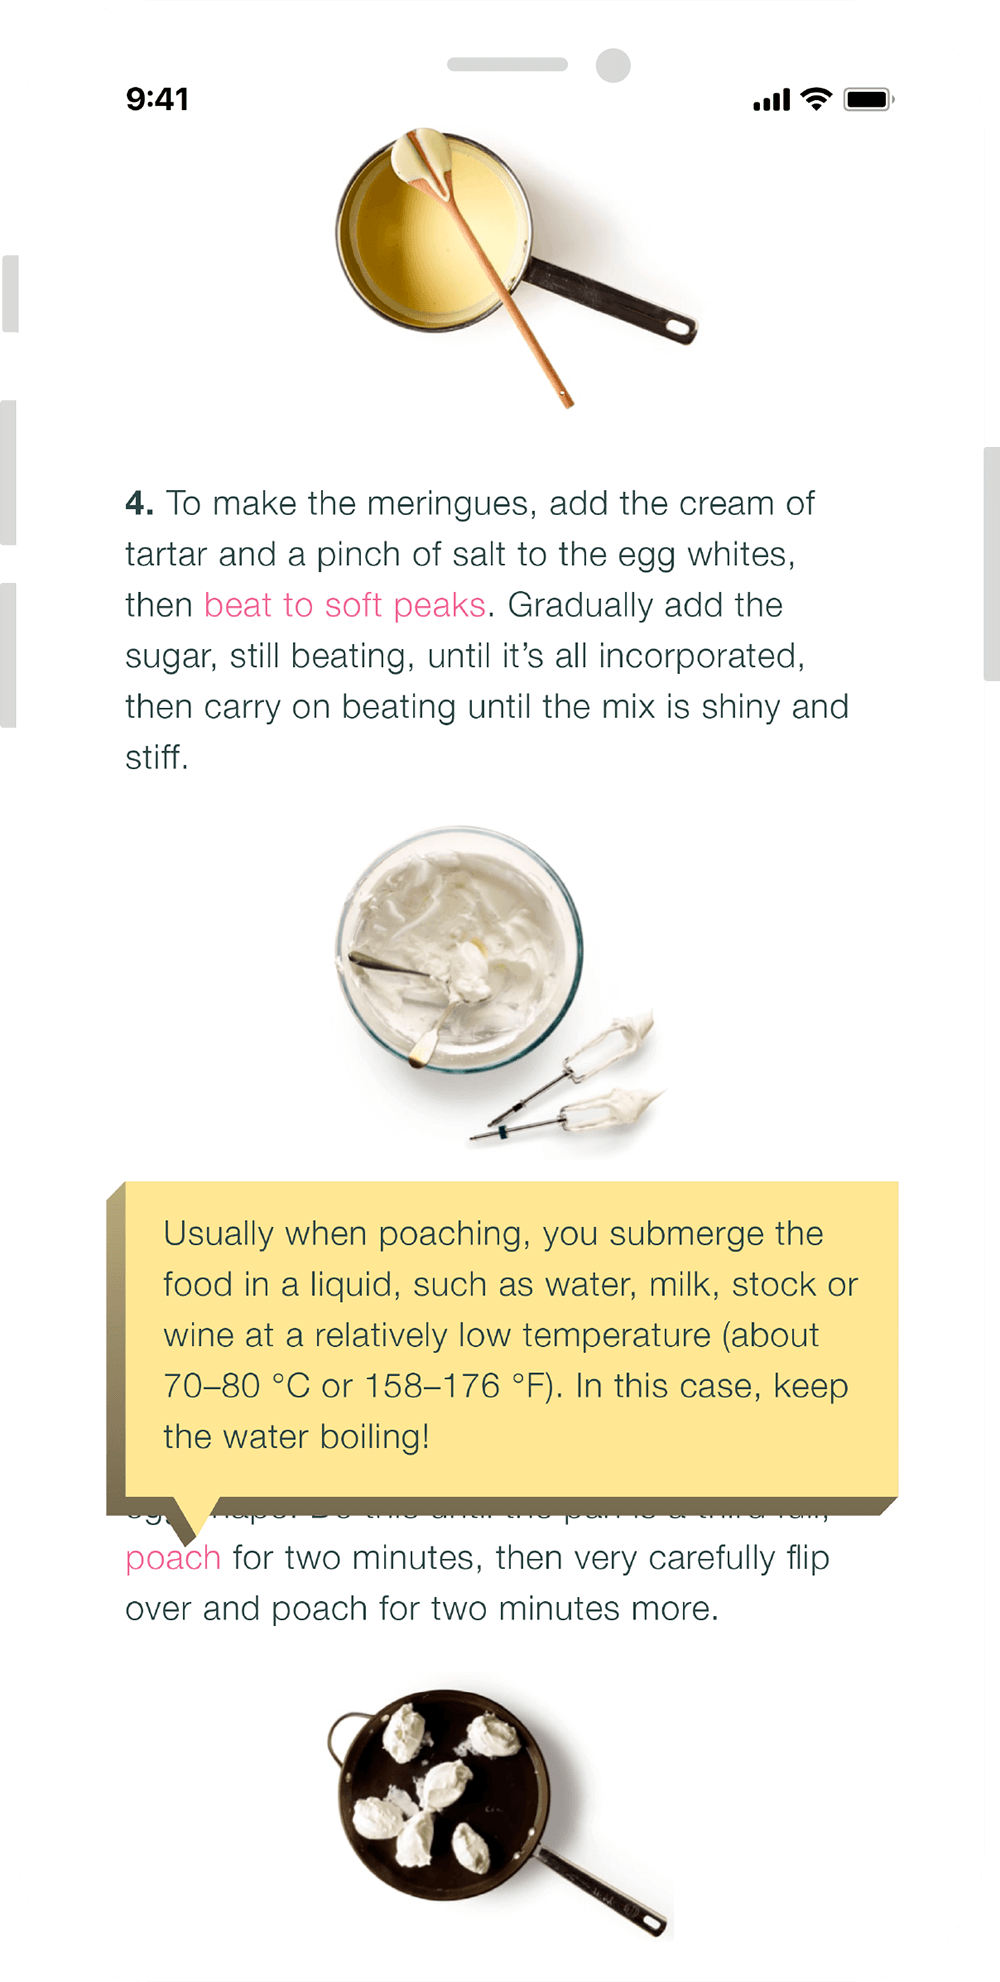 9:41
4. To make the meringues, add the cream of
tartar and a pinch of salt to the egg whites,
then beat to soft peaks. Gradually add the
sugar, still beating, until it’s all incorporated,
then carry on beating until the mix is shiny and
stiff.
Usually when poaching, you submerge the
food in a liquid, such as water, milk, stock or
wine at a relatively low temperature (about
70–80 °C or 158–176 °F). In this case, keep
the water boiling!
poach for two minutes, then very carefully flip
over and poach for two minutes more.